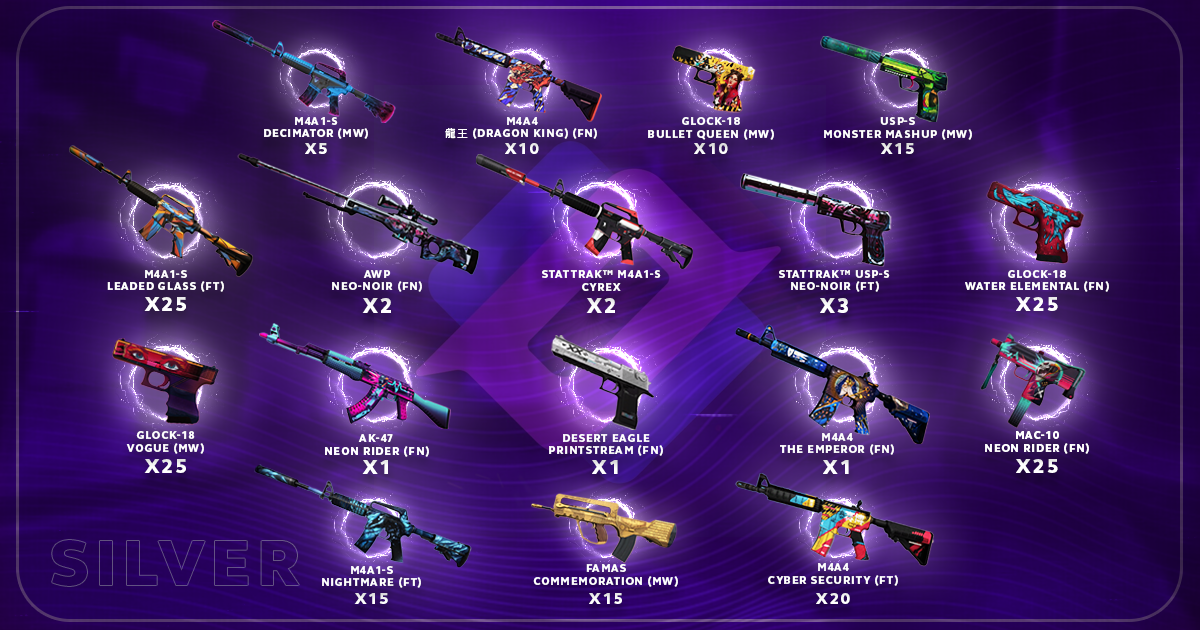 M4A1-S
DECIMATOR (MW)
X5
M4A4
龍王 (DRAGON KING) (FN)
X10
GLOCK-18
BULLET QUEEN (MW)
X10
USP-S
MONSTER MASHUP (MW)
X15
M4A1-S
LEADED GLASS (FT)
X25
AWP
NEO-NOIR (FN)
X2
STATTRAK™ M4A1-S
CYREX
X2
STATTRAK™ USP-S
NEO-NOIR (FT)
X3
GLOCK-18
WATER ELEMENTAL (FN)
X25
GLOCK-18
VOGUE (MW)
X25
AK-47
NEON RIDER (FN)
X1
DESERT EAGLE
PRINTSTREAM (FN)
X1
M4A4
THE EMPEROR (FN)
X1
MAC-10
NEON RIDER (FN)
X25
SILVER
M4A1-S
NIGHTMARE (FT)
X15
FAMAS
COMMEMORATION (MW)
X15
M4A4
CYBER SECURITY (FT)
X20